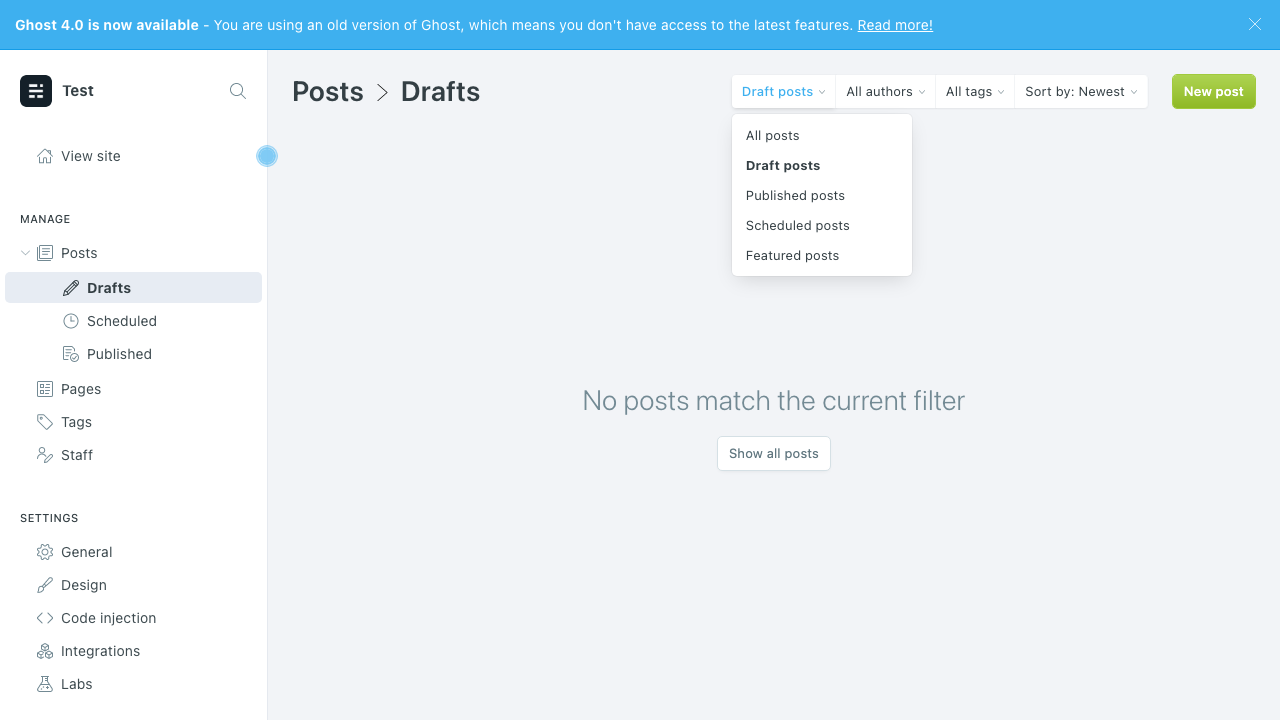 Ghost 4.0 is now available - You are using an old version of Ghost, which means you don't have access to the latest features. Read more!
Test
View site
MANAGE
Posts
Drafts
Scheduled
Published
Pages
Tags
Staff
SETTINGS
General
Design
Code injection
Integrations
Labs
Posts > Drafts
Draft posts All authors All tags Sort by: Newest New post
All posts
Draft posts
Published posts
Scheduled posts
Featured posts
No posts match the current filter
Show all posts